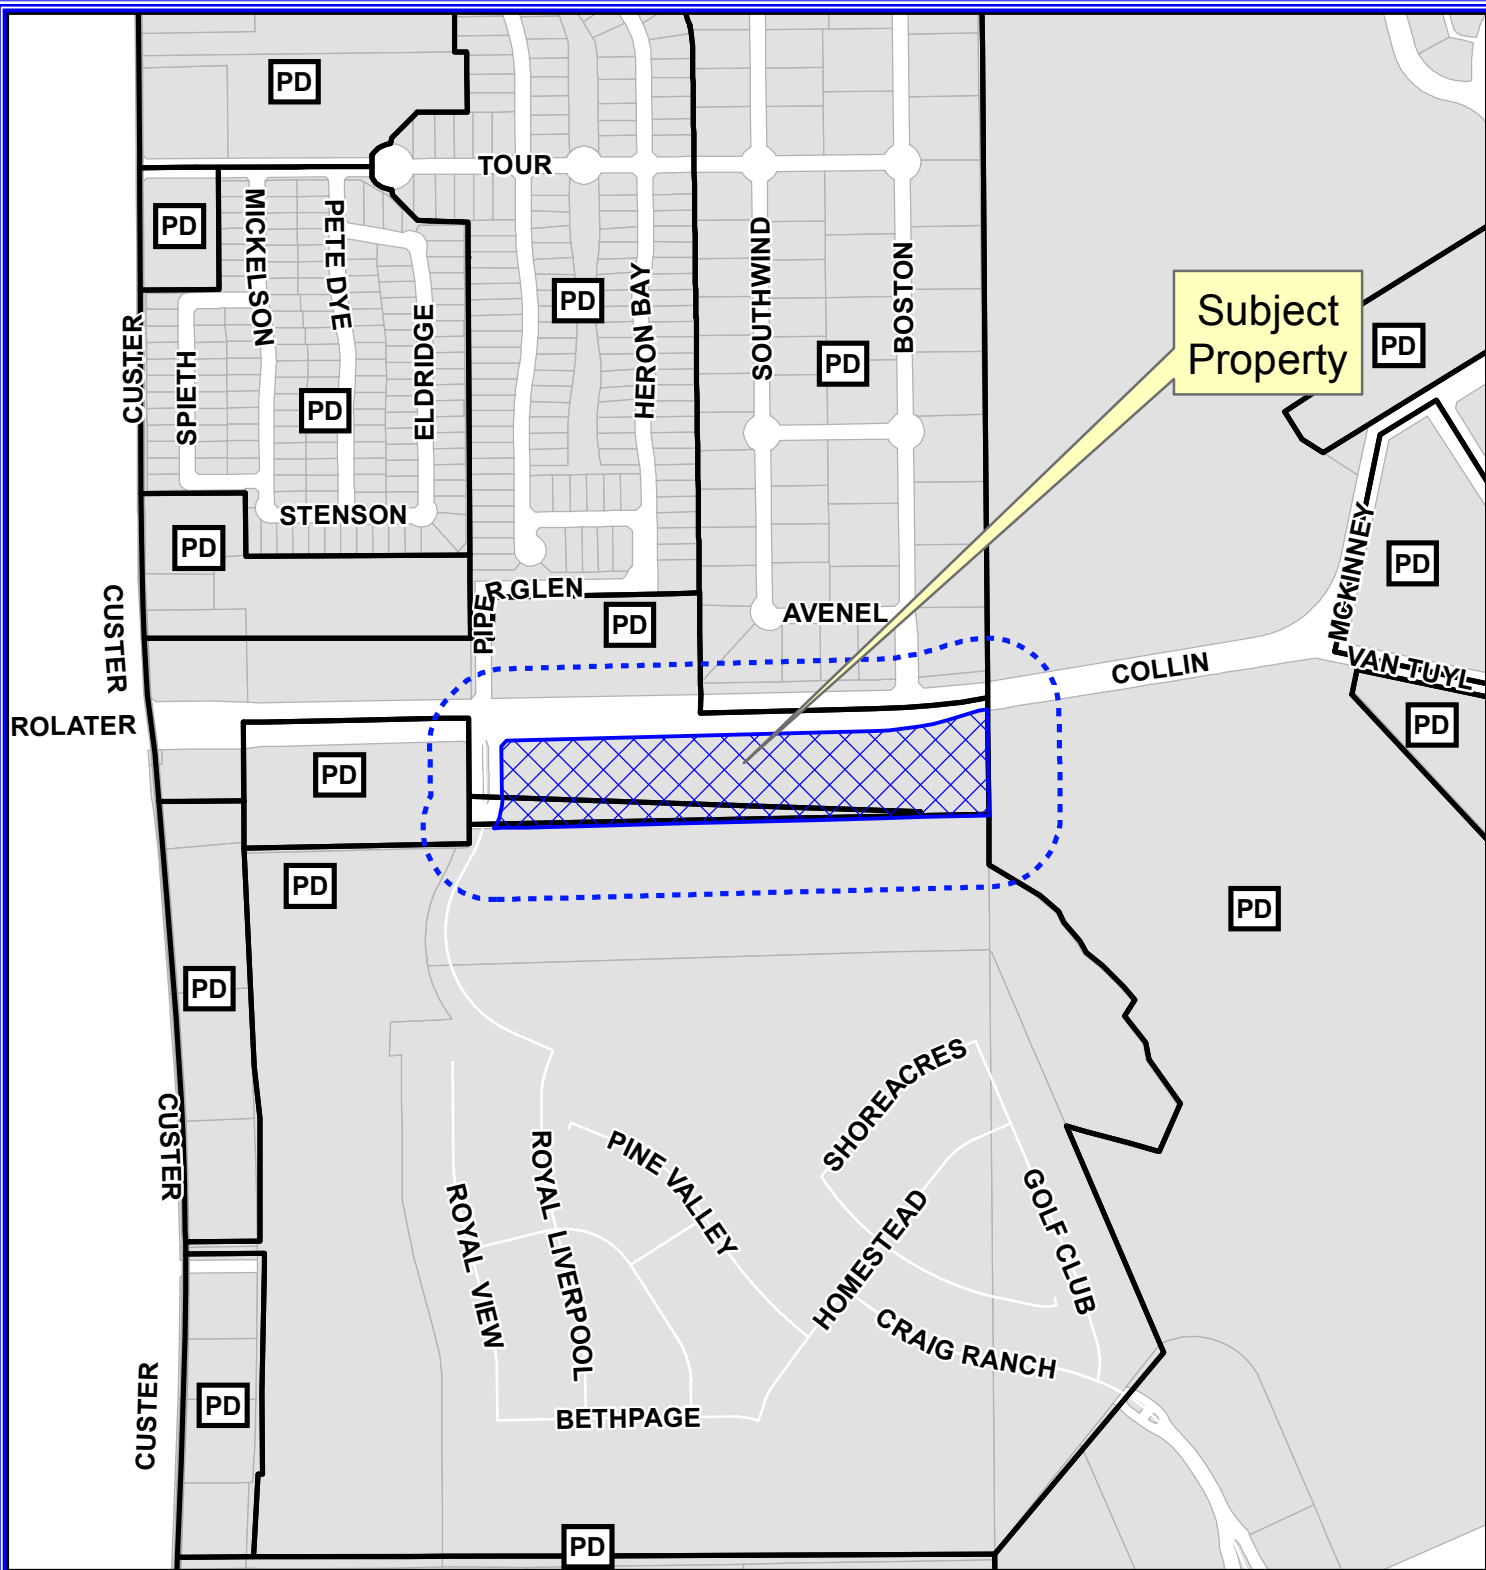 PD
TOUR
PD
MICKELSON
PETE DYE
PD
HERON BAY
SOUTHWIND
BOSTON
Subject
Property
PD
CUSTER
SPIETH
PD
ELDRIDGE
PD
STENSON
PD
MCKINNEY
PD
CUSTER
PIPE
R GLEN
PD
AVENEL
COLLIN
VAN TUYL
ROLATER
PD
PD
PD
PD
PD
SHOREACRES
CUSTER
ROYAL VIEW
ROYAL LIVERPOOL
PINE VALLEY
HOMESTEAD
GOLF CLUB
CRAIG RANCH
CUSTER
PD
BETHPAGE
PD